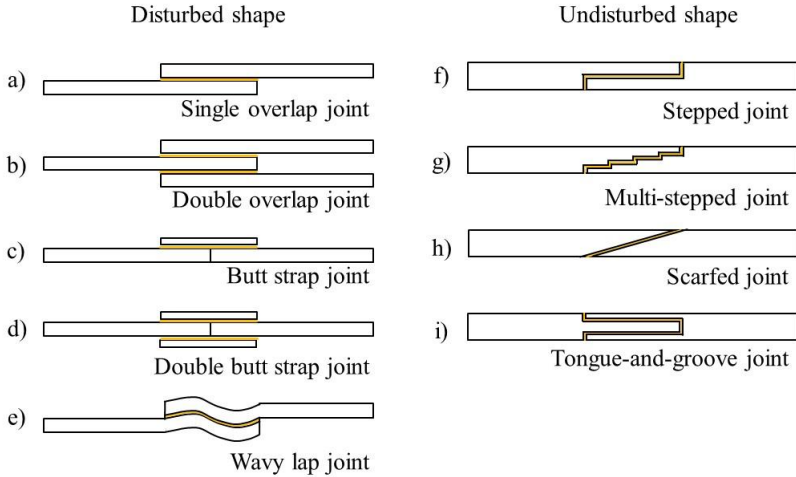 Disturbed shape
a)
Single overlap joint
b)
Double overlap joint
c)
Butt strap joint
d)
Double butt strap joint
e)
Wavy lap joint
Undisturbed shape
f)
Stepped joint
g)
Multi-stepped joint
h)
Scarfed joint
i)
Tongue-and-groove joint